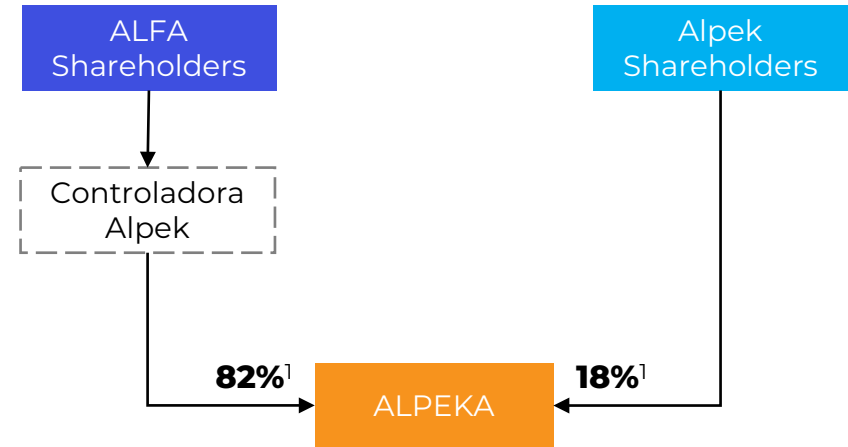 ALFA
Shareholders
Alpek
Shareholders
Controladora
Alpek
82%¹
ALPEKA
18%¹